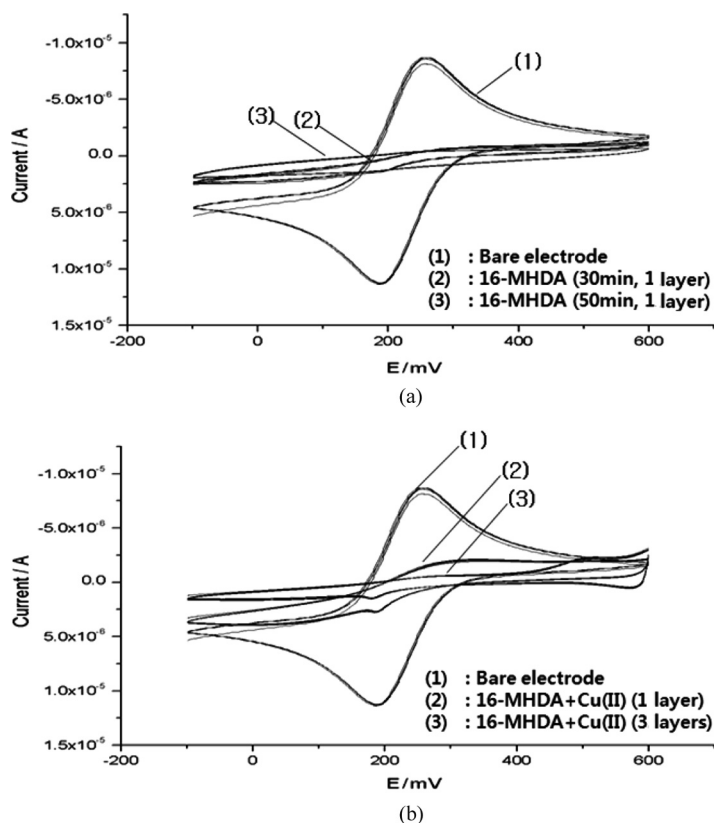 -1.0x10⁻⁵
-5.0x10⁻⁶
0.0
5.0x10⁻⁶
1.0x10⁻⁵
1.5x10⁻⁵
Current / A
(1)
(2)
(3)
(1) : Bare electrode
(2) : 16-MHDA (30min, 1 layer)
(3) : 16-MHDA (50min, 1 layer)
-200 0 200 400 600
E/mV
(a)
-1.0x10⁻⁵
-5.0x10⁻⁶
0.0
5.0x10⁻⁶
1.0x10⁻⁵
1.5x10⁻⁵
Current / A
(1)
(2)
(3)
(1) : Bare electrode
(2) : 16-MHDA+Cu(II) (1 layer)
(3) : 16-MHDA+Cu(II) (3 layers)
-200 0 200 400 600
E/mV
(b)